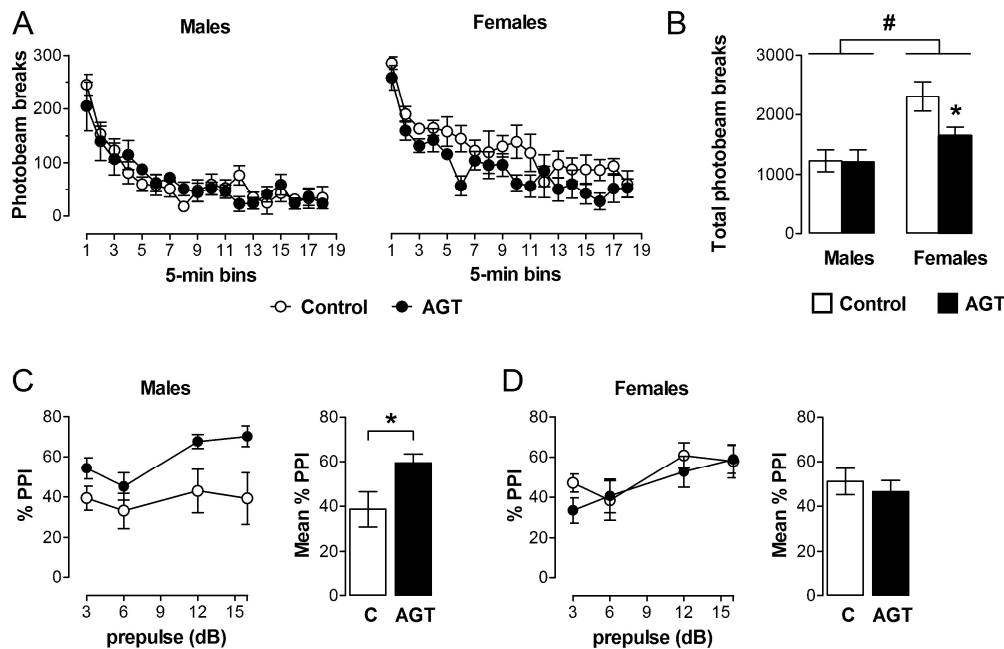 A
Males
Females
B
Photobeam breaks
300
200
100
0
1 3 5 7 9 11 13 15 17 19
5-min bins
1 3 5 7 9 11 13 15 17 19
5-min bins
Control AGT
Total photobeam breaks
3000
2000
1000
0
#
*
Males Females
Control AGT
C
Males
% PPI
80
60
40
20
0
3 6 9 12 15
prepulse (dB)
Mean % PPI
80
60
40
20
0
*
C AGT
D
Females
% PPI
80
60
40
20
0
3 6 9 12 15
prepulse (dB)
Mean % PPI
80
60
40
20
0
C AGT